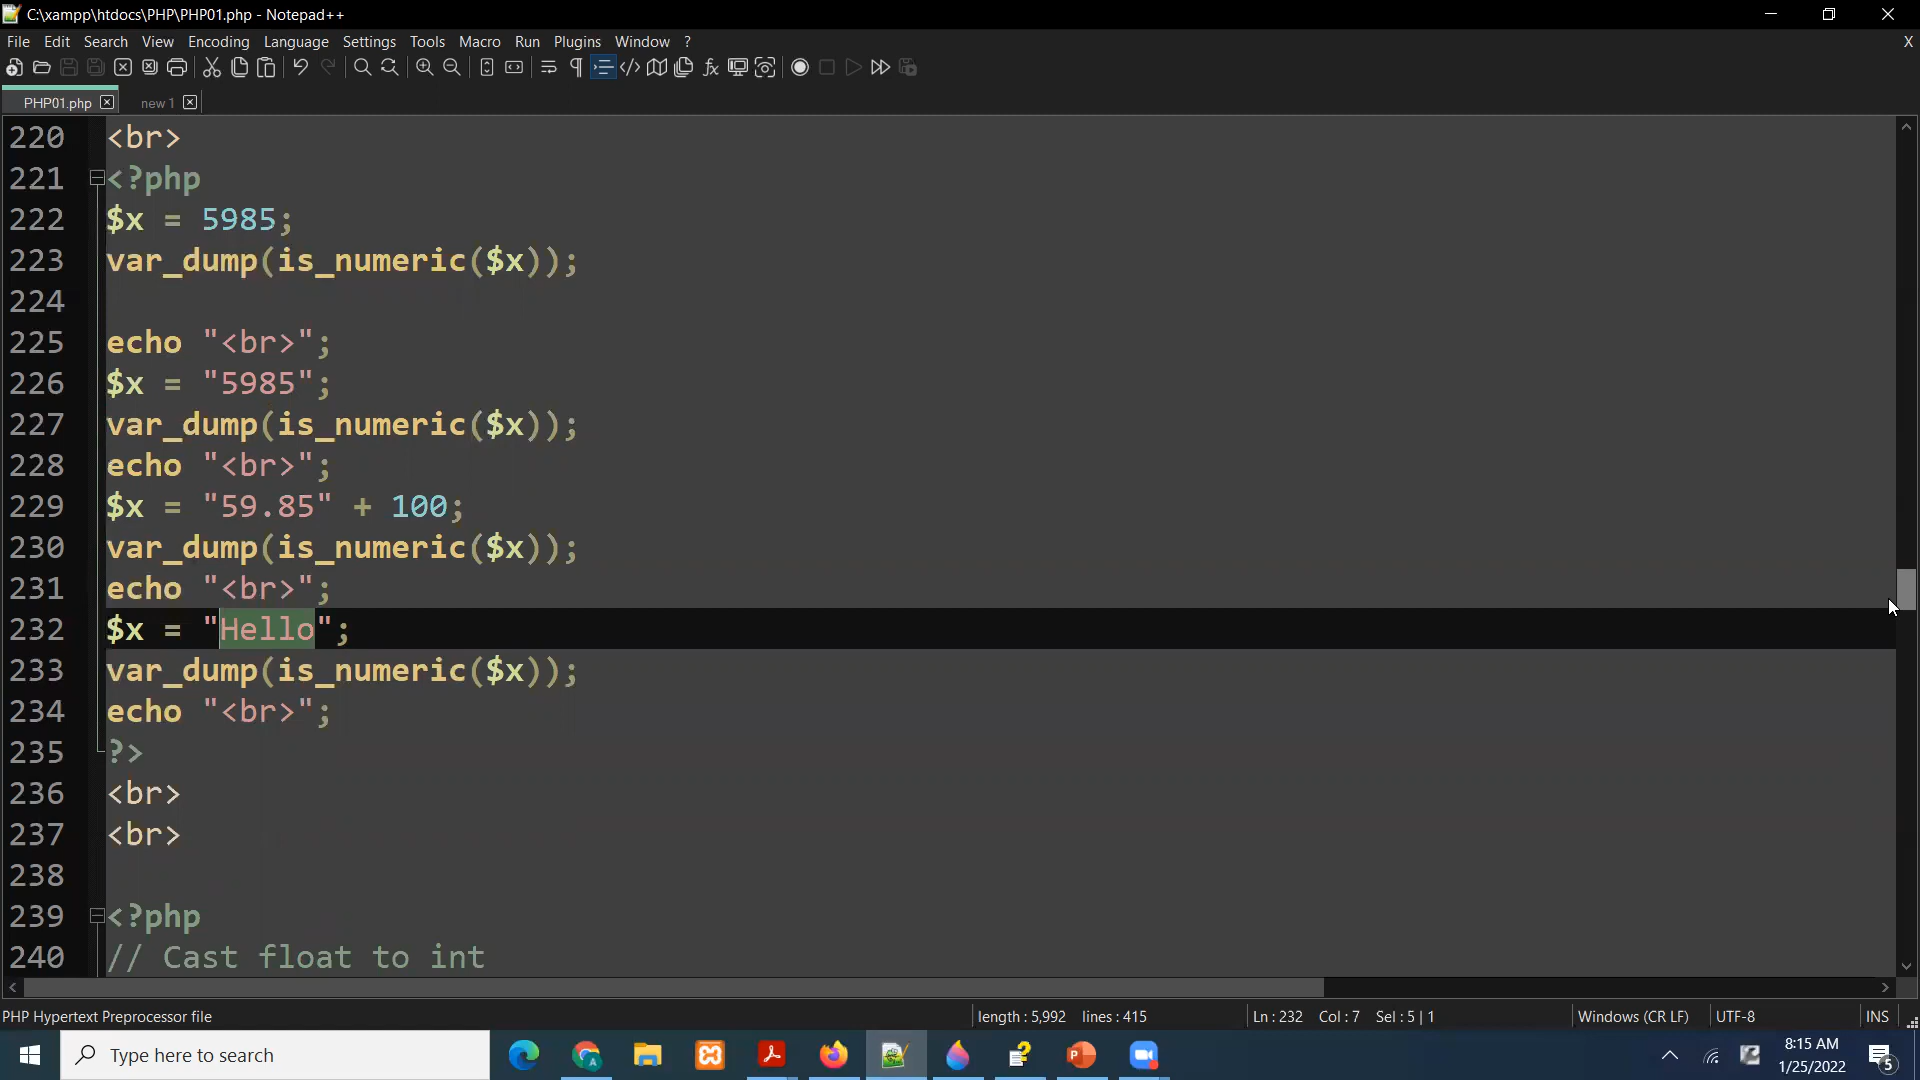 C:\xampp\htdocs\PHP\PHP01.php - Notepad++
File Edit Search View Encoding Language Settings Tools Macro Run Plugins Window ? X
PHP01.php new 1
220 <br>
221 <?php
222 $x = 5985;
223 var_dump(is_numeric($x));
224
225 echo "<br>";
226 $x = "5985";
227 var_dump(is_numeric($x));
228 echo "<br>";
229 $x = "59.85" + 100;
230 var_dump(is_numeric($x));
231 echo "<br>";
232 $x = "Hello";
233 var_dump(is_numeric($x));
234 echo "<br>";
235 ?>
236 <br>
237 <br>
238
239 <?php
240 // Cast float to int
PHP Hypertext Preprocessor file length : 5,992 lines : 415 Ln : 232 Col : 7 Sel : 5 | 1 Windows (CR LF) UTF-8 INS
Type here to search
8:15 AM
1/25/2022
5